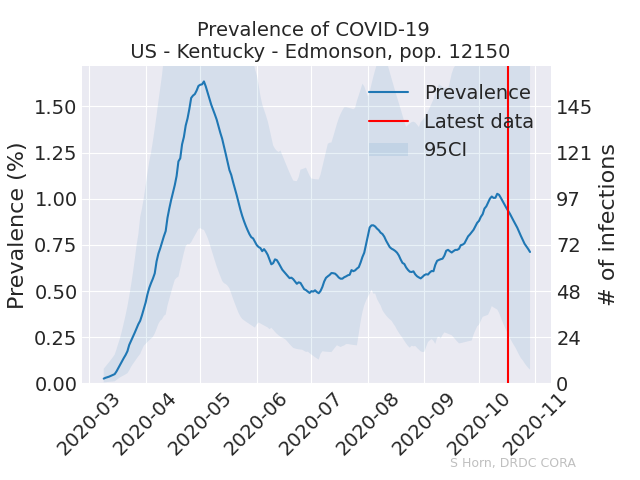 Prevalence of COVID-19
US - Kentucky - Edmonson, pop. 12150
Prevalence (%)
1.50
1.25
1.00
0.75
0.50
0.25
0.00
Prevalence
Latest data
95CI
145
121
97
72
48
24
0
# of infections
2020-03
2020-04
2020-05
2020-06
2020-07
2020-08
2020-09
2020-10
2020-11
S Horn, DRDC CORA